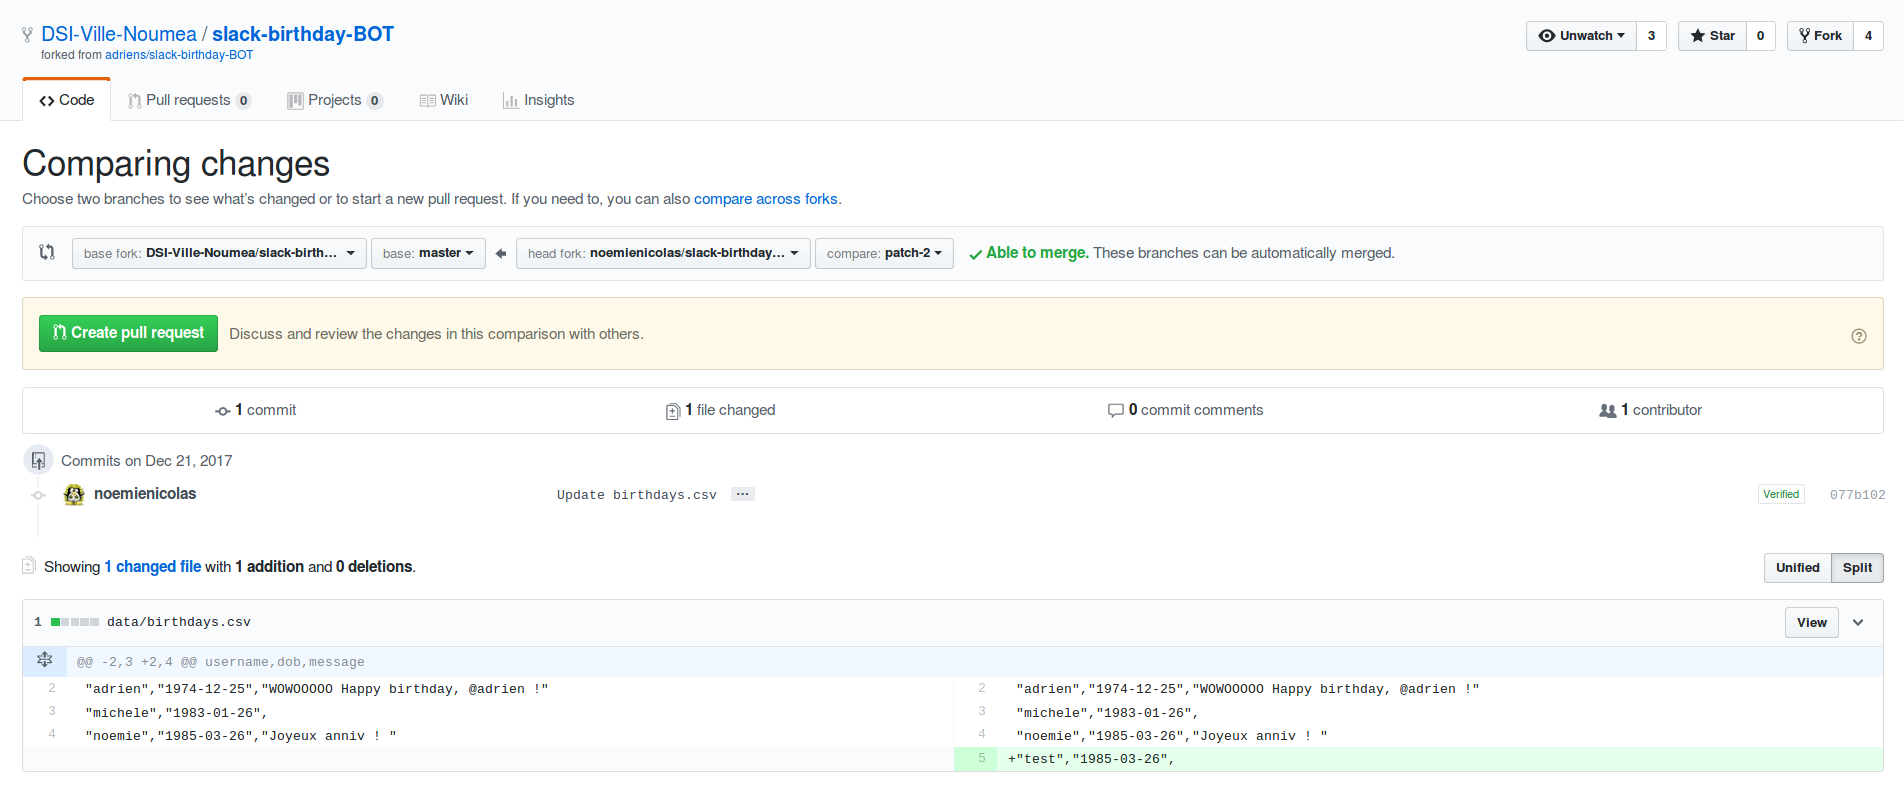 DSI-Ville-Noumea / slack-birthday-BOT
Unwatch 3 Star 0 Fork 4
forked from adriens/slack-birthday-BOT
Code Pull requests 0 Projects 0 Wiki Insights
Comparing changes
Choose two branches to see what's changed or to start a new pull request. If you need to, you can also compare across forks.
base fork: DSI-Ville-Noumea/slack-birth... base: master head fork: noemienicolas/slack-birthday... compare: patch-2 Able to merge. These branches can be automatically merged.
Create pull request Discuss and review the changes in this comparison with others.
1 commit 1 file changed 0 commit comments 1 contributor
Commits on Dec 21, 2017
noemienicolas Update birthdays.csv ... Verified 077b102
Showing 1 changed file with 1 addition and 0 deletions. Unified Split
1 data/birthdays.csv View
@@ -2,3 +2,4 @@ username,dob,message
2 "adrien","1974-12-25","WOWOOOOO Happy birthday, @adrien !" 2 "adrien","1974-12-25","WOWOOOOO Happy birthday, @adrien !"
3 "michele","1983-01-26", 3 "michele","1983-01-26",
4 "noemie","1985-03-26","Joyeux anniv ! " 4 "noemie","1985-03-26","Joyeux anniv ! "
5 +"test","1985-03-26",